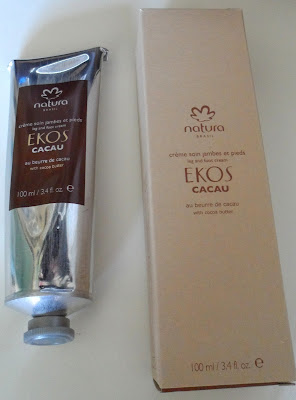 natura
BRASIL
crème soin jambes et pieds
leg and foot cream
EKOS
CACAU
au beurre de cacau
with cocoa butter
100 ml / 3.4 fl. oz. ℮
natura
BRASIL
crème soin jambes et pieds
leg and foot cream
EKOS
CACAU
au beurre de cacau
with cocoa butter
100 ml / 3.4 fl. oz. ℮